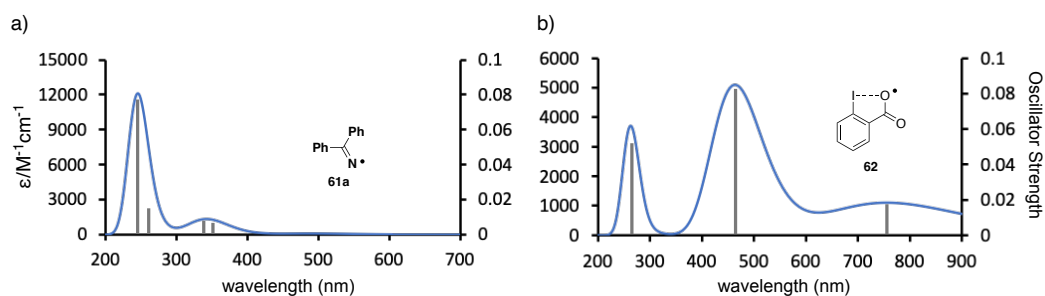 a)
15000
12000
9000
6000
3000
0
ε/M⁻¹cm⁻¹
0.1
0.08
0.06
0.04
0.02
0
200 300 400 500 600 700
wavelength (nm)
Ph
Ph
N•
61a
b)
6000
5000
4000
3000
2000
1000
0
0.1
0.08
0.06
0.04
0.02
0
Oscillator Strength
200 300 400 500 600 700 800 900
wavelength (nm)
I----O•
O
62